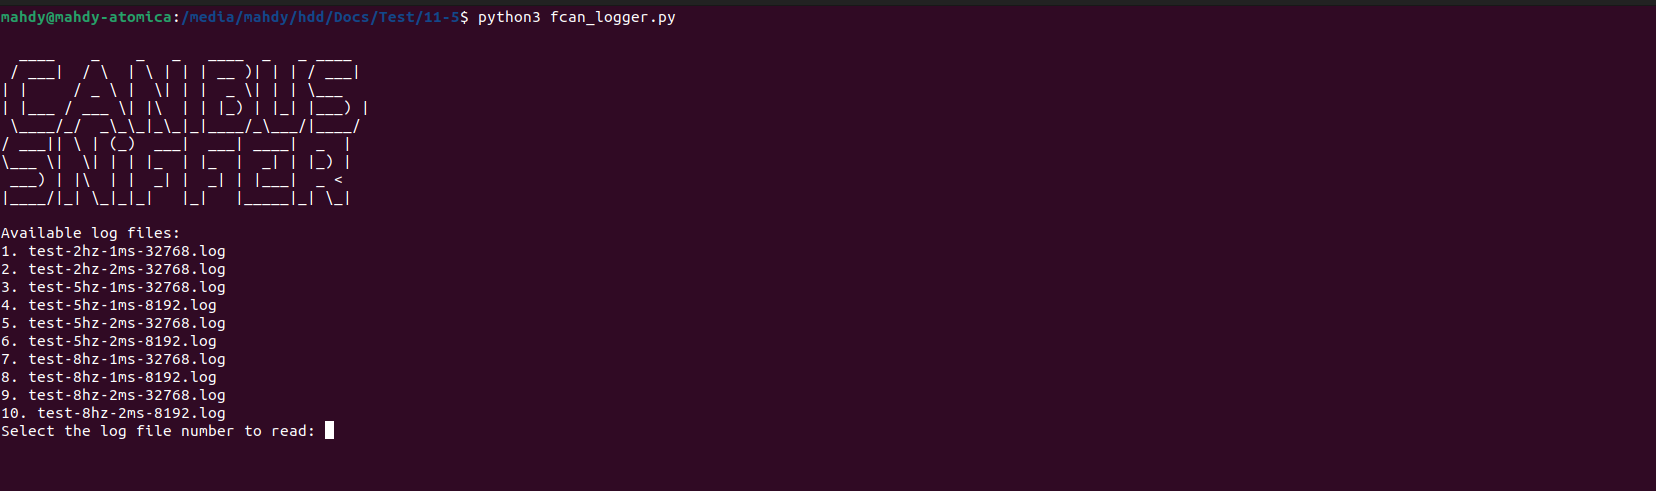 mahdy@mahdy-atomica:/media/mahdy/hdd/Docs/Test/11-5$ python3 fcan_logger.py
CANBUS
SNIFFER
Available log files:
1. test-2hz-1ms-32768.log
2. test-2hz-2ms-32768.log
3. test-5hz-1ms-32768.log
4. test-5hz-1ms-8192.log
5. test-5hz-2ms-32768.log
6. test-5hz-2ms-8192.log
7. test-8hz-1ms-32768.log
8. test-8hz-1ms-8192.log
9. test-8hz-2ms-32768.log
10. test-8hz-2ms-8192.log
Select the log file number to read: